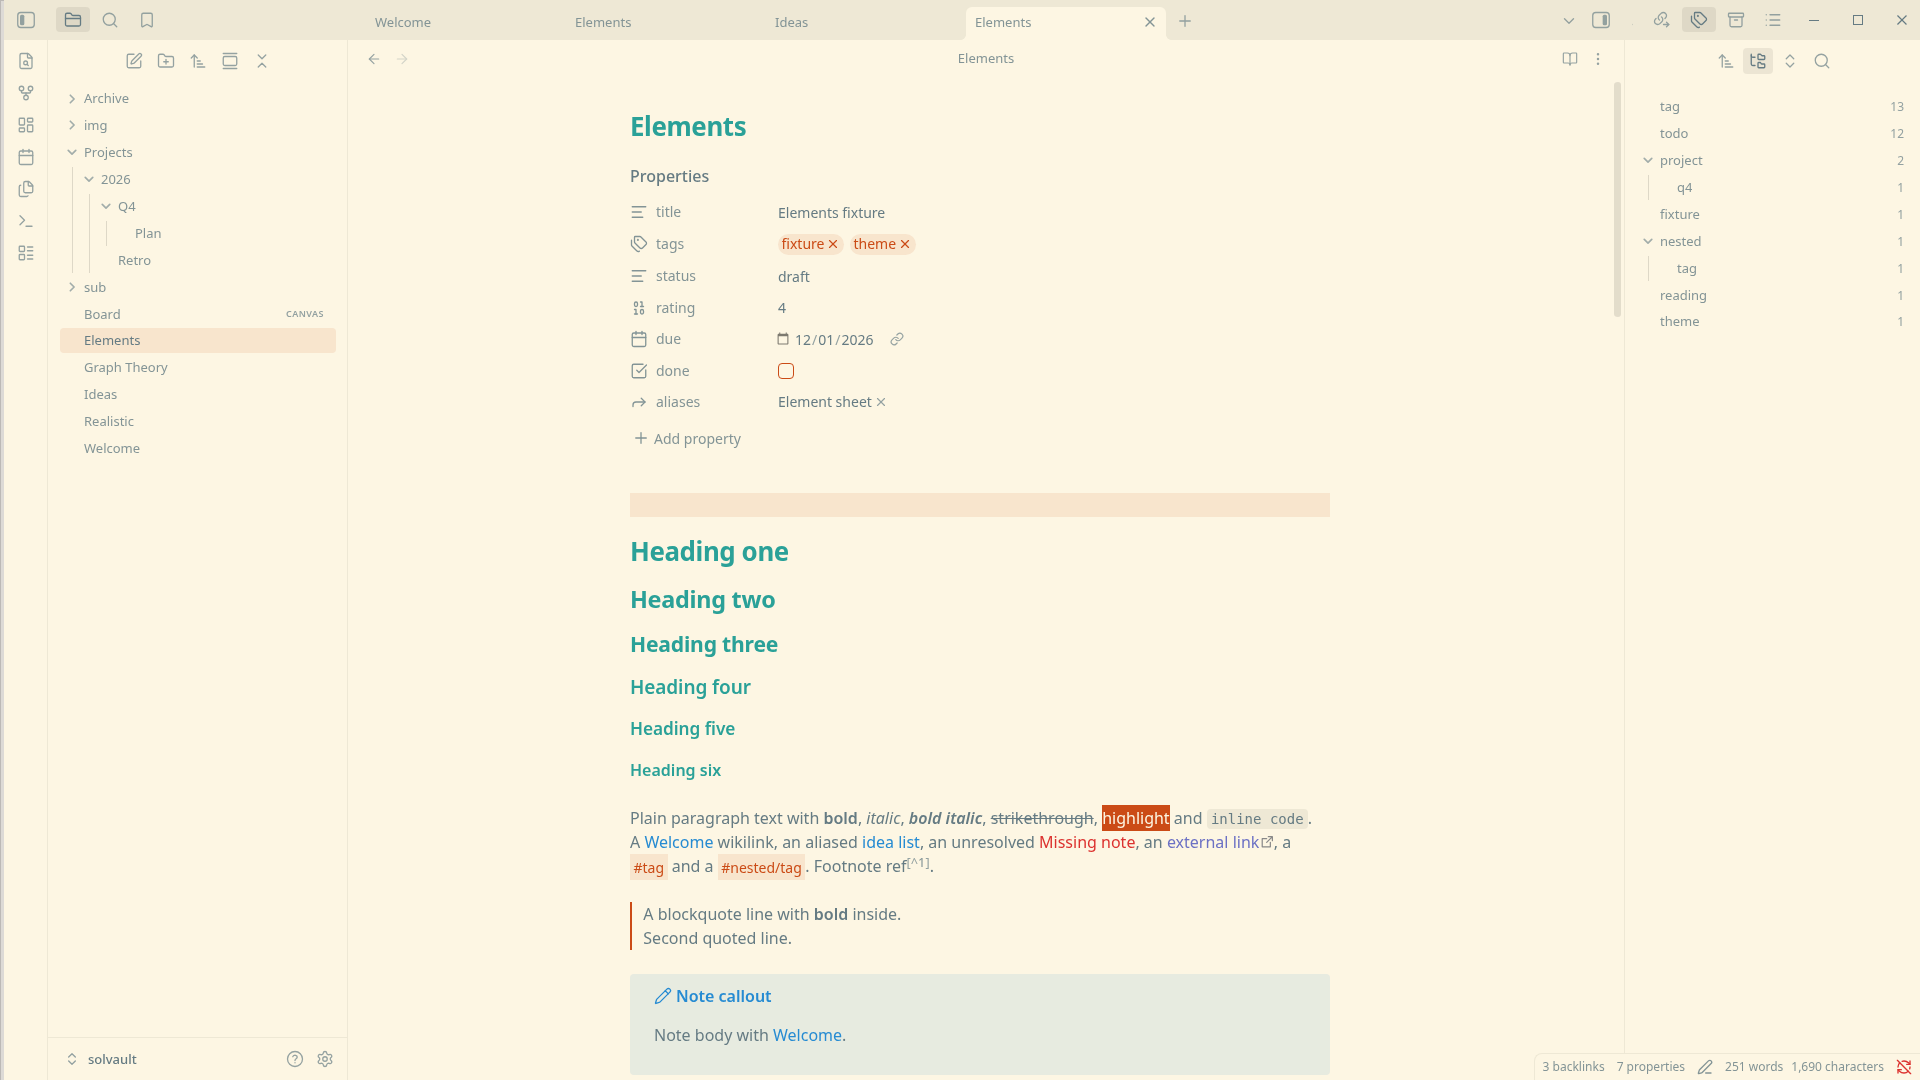 Welcome
Elements
Ideas
Elements
Elements
Archive
img
Projects
2026
Q4
Plan
Retro
sub
Board CANVAS
Elements
Graph Theory
Ideas
Realistic
Welcome
solvault
Elements
Properties
title Elements fixture
tags fixture theme
status draft
rating 4
due 12/01/2026
done
aliases Element sheet
Add property
Heading one
Heading two
Heading three
Heading four
Heading five
Heading six
Plain paragraph text with bold, italic, bold italic, strikethrough, highlight and inline code.
A Welcome wikilink, an aliased idea list, an unresolved Missing note, an external link, a
#tag and a #nested/tag. Footnote ref[^1].
A blockquote line with bold inside.
Second quoted line.
Note callout
Note body with Welcome.
tag 13
todo 12
project 2
q4 1
fixture 1
nested 1
tag 1
reading 1
theme 1
3 backlinks 7 properties 251 words 1,690 characters